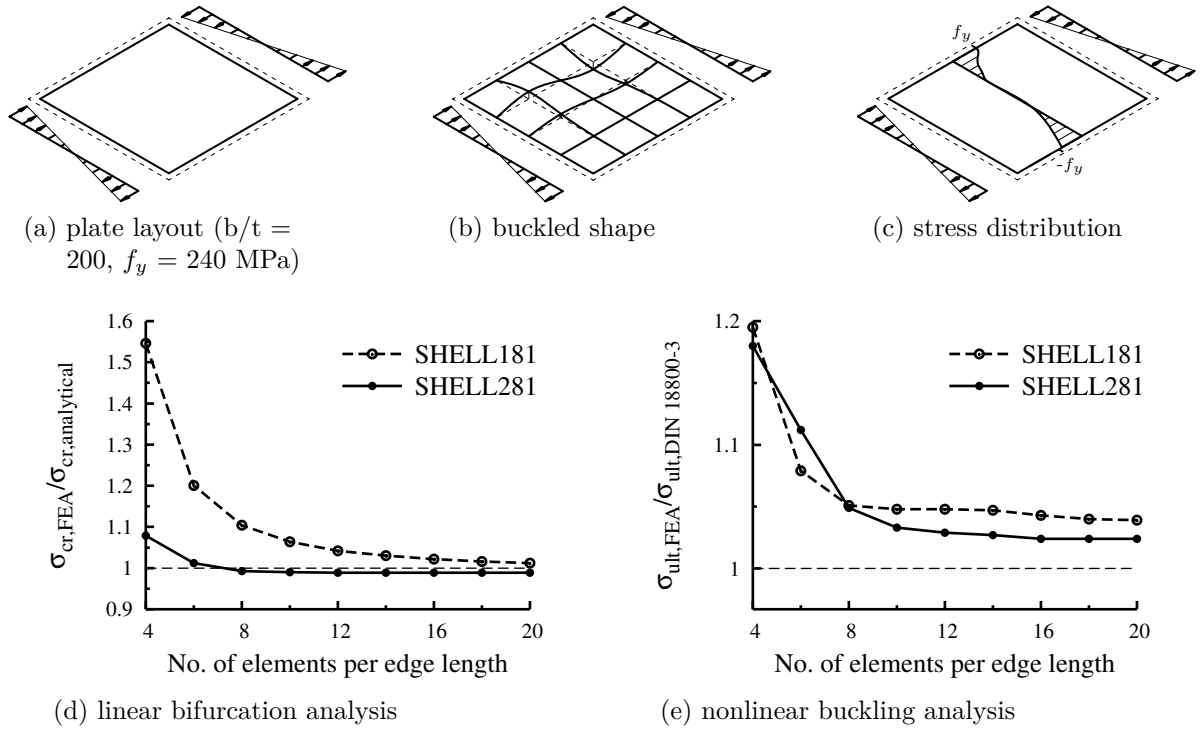 f_y
-f_y
(a) plate layout (b/t =
200, f_y = 240 MPa)
(b) buckled shape
(c) stress distribution
1.6
1.5
1.4
1.3
1.2
1.1
1
0.9
σ_cr,FEA/σ_cr,analytical
SHELL181
SHELL281
4 8 12 16 20
No. of elements per edge length
(d) linear bifurcation analysis
1.2
1.1
1
σ_ult,FEA/σ_ult,DIN 18800-3
SHELL181
SHELL281
4 8 12 16 20
No. of elements per edge length
(e) nonlinear buckling analysis